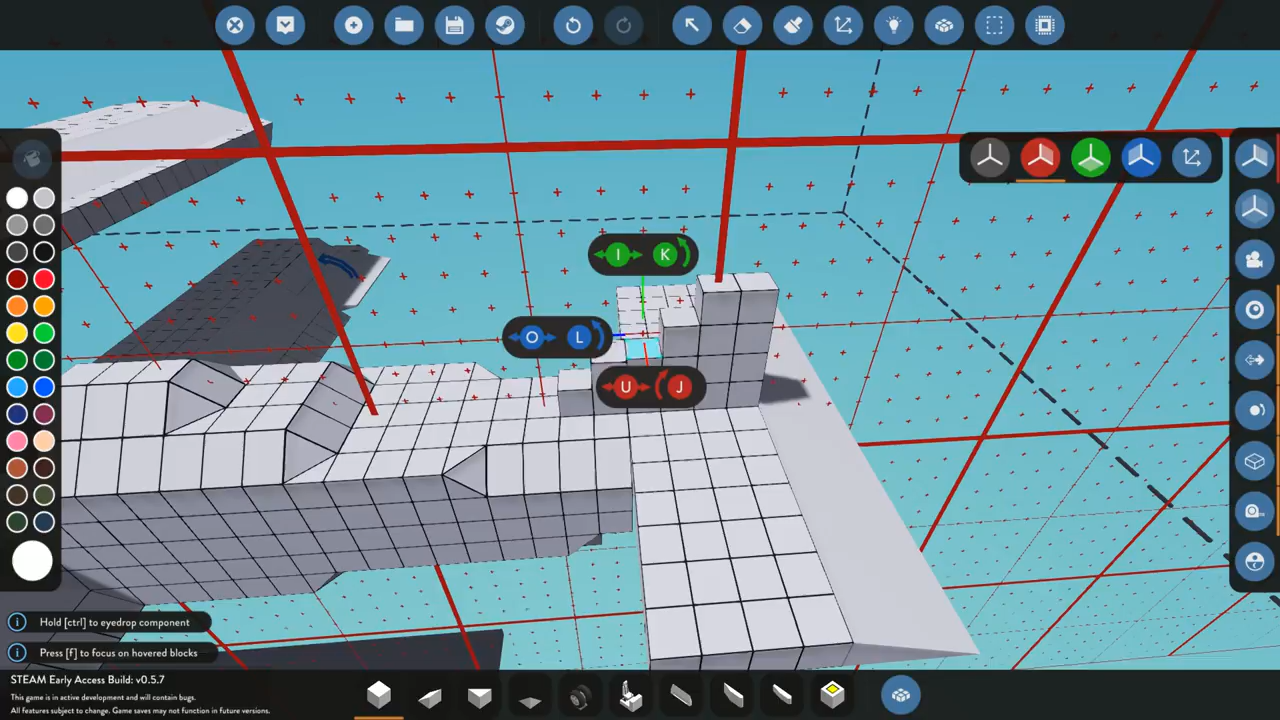 I K
O L
U J
Hold [ctrl] to eyedrop component
Press [f] to focus on hovered blocks
STEAM Early Access Build: v0.5.7
This game is in active development and will contain bugs.
All features subject to change. Game saves may not function in future versions.